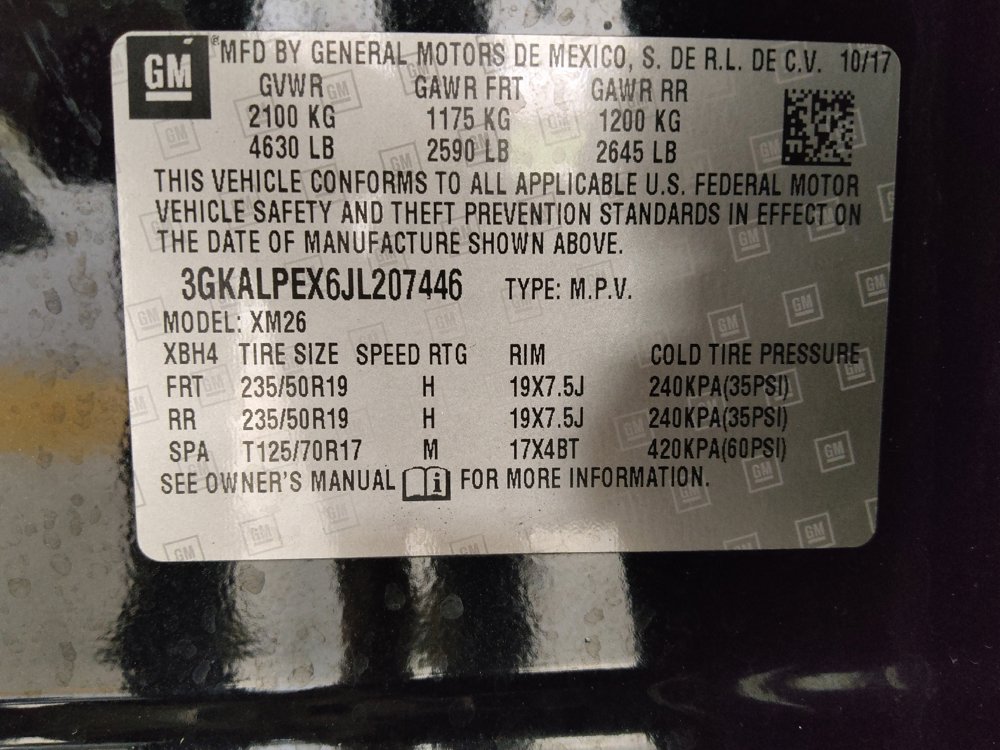 GM ® MFD BY GENERAL MOTORS DE MEXICO, S. DE R.L. DE C.V. 10/17
GVWR GAWR FRT GAWR RR
2100 KG 1175 KG 1200 KG
4630 LB 2590 LB 2645 LB
THIS VEHICLE CONFORMS TO ALL APPLICABLE U.S. FEDERAL MOTOR
VEHICLE SAFETY AND THEFT PREVENTION STANDARDS IN EFFECT ON
THE DATE OF MANUFACTURE SHOWN ABOVE.
3GKALPEX6JL207446 TYPE: M.P.V.
MODEL: XM26
XBH4 TIRE SIZE SPEED RTG RIM COLD TIRE PRESSURE
FRT 235/50R19 H 19X7.5J 240KPA(35PSI)
RR 235/50R19 H 19X7.5J 240KPA(35PSI)
SPA T125/70R17 M 17X4BT 420KPA(60PSI)
SEE OWNER'S MANUAL i FOR MORE INFORMATION.